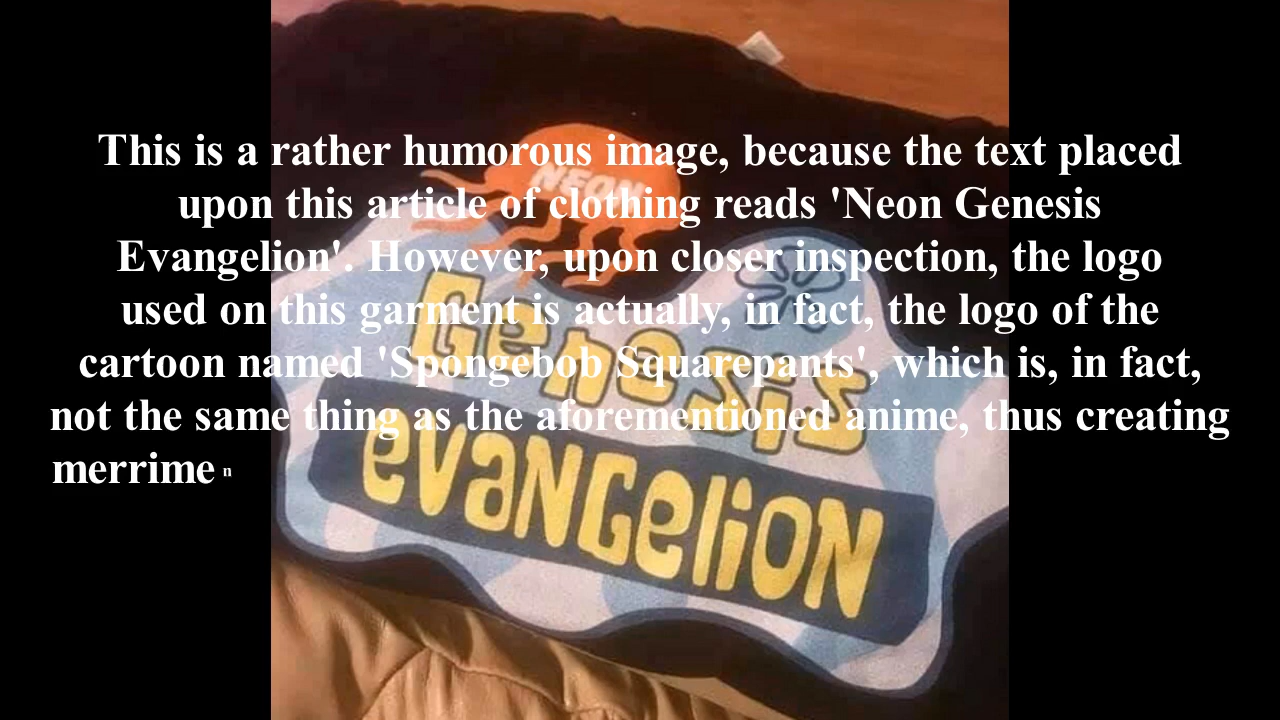 This is a rather humorous image, because the text placed
upon this article of clothing reads 'Neon Genesis
Evangelion'. However, upon closer inspection, the logo
used on this garment is actually, in fact, the logo of the
cartoon named 'Spongebob Squarepants', which is, in fact,
not the same thing as the aforementioned anime, thus creating
merrime n
NEON
Genesis
evaNGelioN